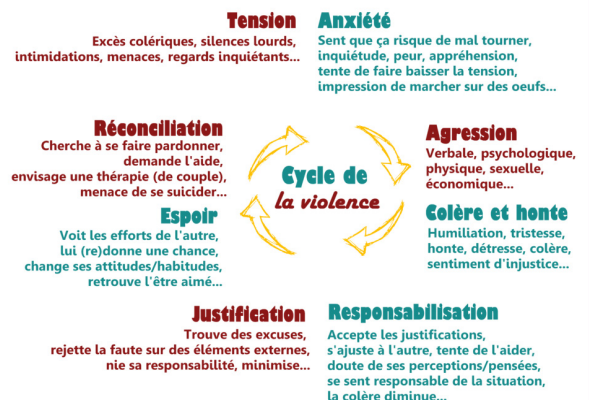 Tension
Excès colériques, silences lourds,
intimidations, menaces, regards inquiétants...
Anxiété
Sent que ça risque de mal tourner,
inquiétude, peur, appréhension,
tente de faire baisser la tension,
impression de marcher sur des oeufs...
Réconciliation
Cherche à se faire pardonner,
demande l'aide,
envisage une thérapie (de couple),
menace de se suicider...
Espoir
Voit les efforts de l'autre,
lui (re)donne une chance,
change ses attitudes/habitudes,
retrouve l'être aimé...
Cycle de
la violence
Agression
Verbale, psychologique,
physique, sexuelle,
économique...
Colère et honte
Humiliation, tristesse,
honte, détresse, colère,
sentiment d'injustice...
Justification
Trouve des excuses,
rejette la faute sur des éléments externes,
nie sa responsabilité, minimise...
Responsabilisation
Accepte les justifications,
s'ajuste à l'autre, tente de l'aider,
doute de ses perceptions/pensées,
se sent responsable de la situation,
la colère diminue...